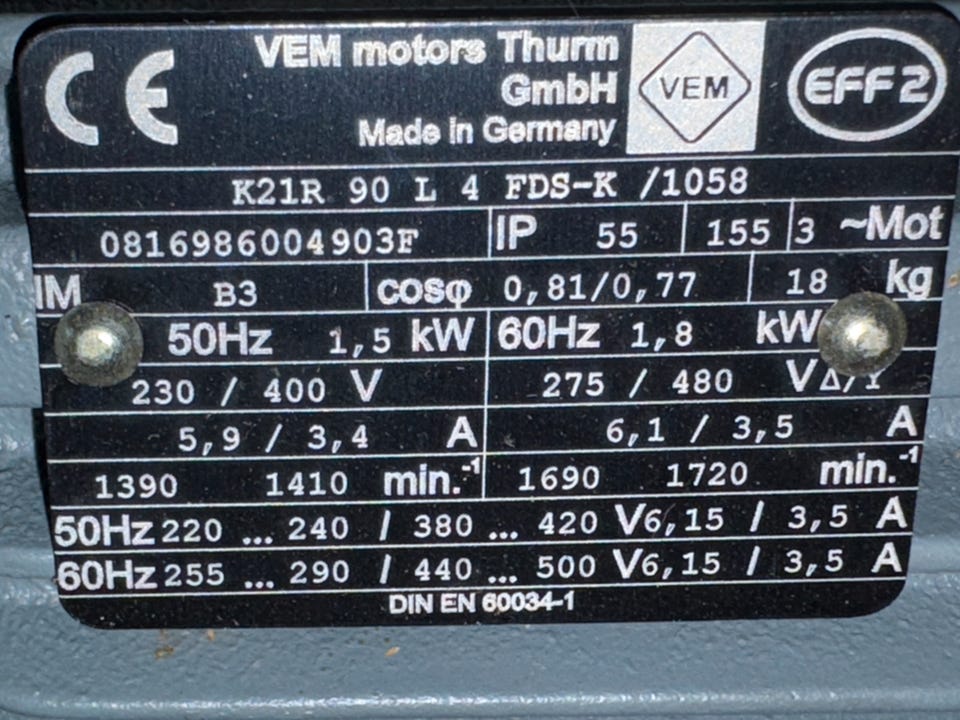 CE
VEM motors Thurm
GmbH
Made in Germany
VEM
EFF2
K21R 90 L 4 FDS-K /1058
0816986004903F IP 55 155 3 ~Mot
IM B3 cosφ 0,81/0,77 18 kg
50Hz 1,5 kW 60Hz 1,8 kW
230 / 400 V 275 / 480 V Δ/Y
5,9 / 3,4 A 6,1 / 3,5 A
1390 1410 min.-1 1690 1720 min.-1
50Hz 220 ... 240 / 380 ... 420 V 6,15 / 3,5 A
60Hz 255 ... 290 / 440 ... 500 V 6,15 / 3,5 A
DIN EN 60034-1